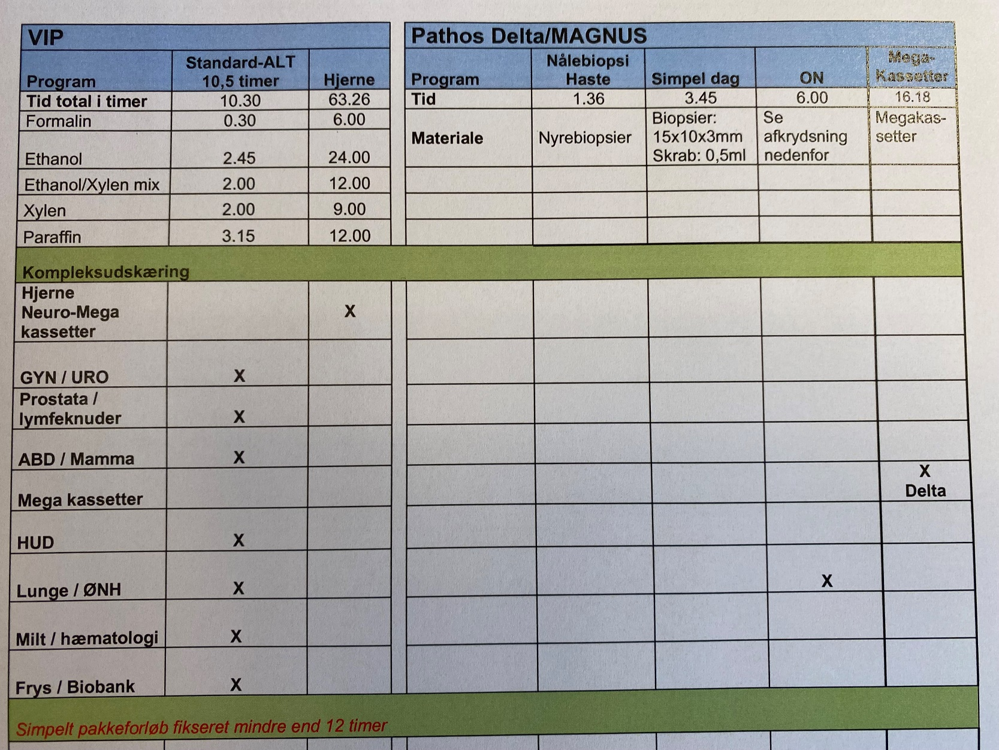 VIP
Pathos Delta/MAGNUS
Program
Standard-ALT
10,5 timer
Hjerne
Program
Nålebiopsi
Haste
Simpel dag
ON
Mega-
Kassetter
Tid total i timer 10.30 63.26 Tid 1.36 3.45 6.00 16.18
Formalin 0.30 6.00
Ethanol 2.45 24.00
Materiale
Nyrebiopsier
Biopsier:
15x10x3mm
Skrab: 0,5ml
Se
afkrydsning
nedenfor
Megakas-
setter
Ethanol/Xylen mix 2.00 12.00
Xylen 2.00 9.00
Paraffin 3.15 12.00
Kompleksudskæring
Hjerne
Neuro-Mega
kassetter
X
GYN / URO X
Prostata /
lymfeknuder X
ABD / Mamma X
Mega kassetter
X
Delta
HUD X
Lunge / ØNH X X
Milt / hæmatologi X
Frys / Biobank X
Simpelt pakkeforløb fikseret mindre end 12 timer